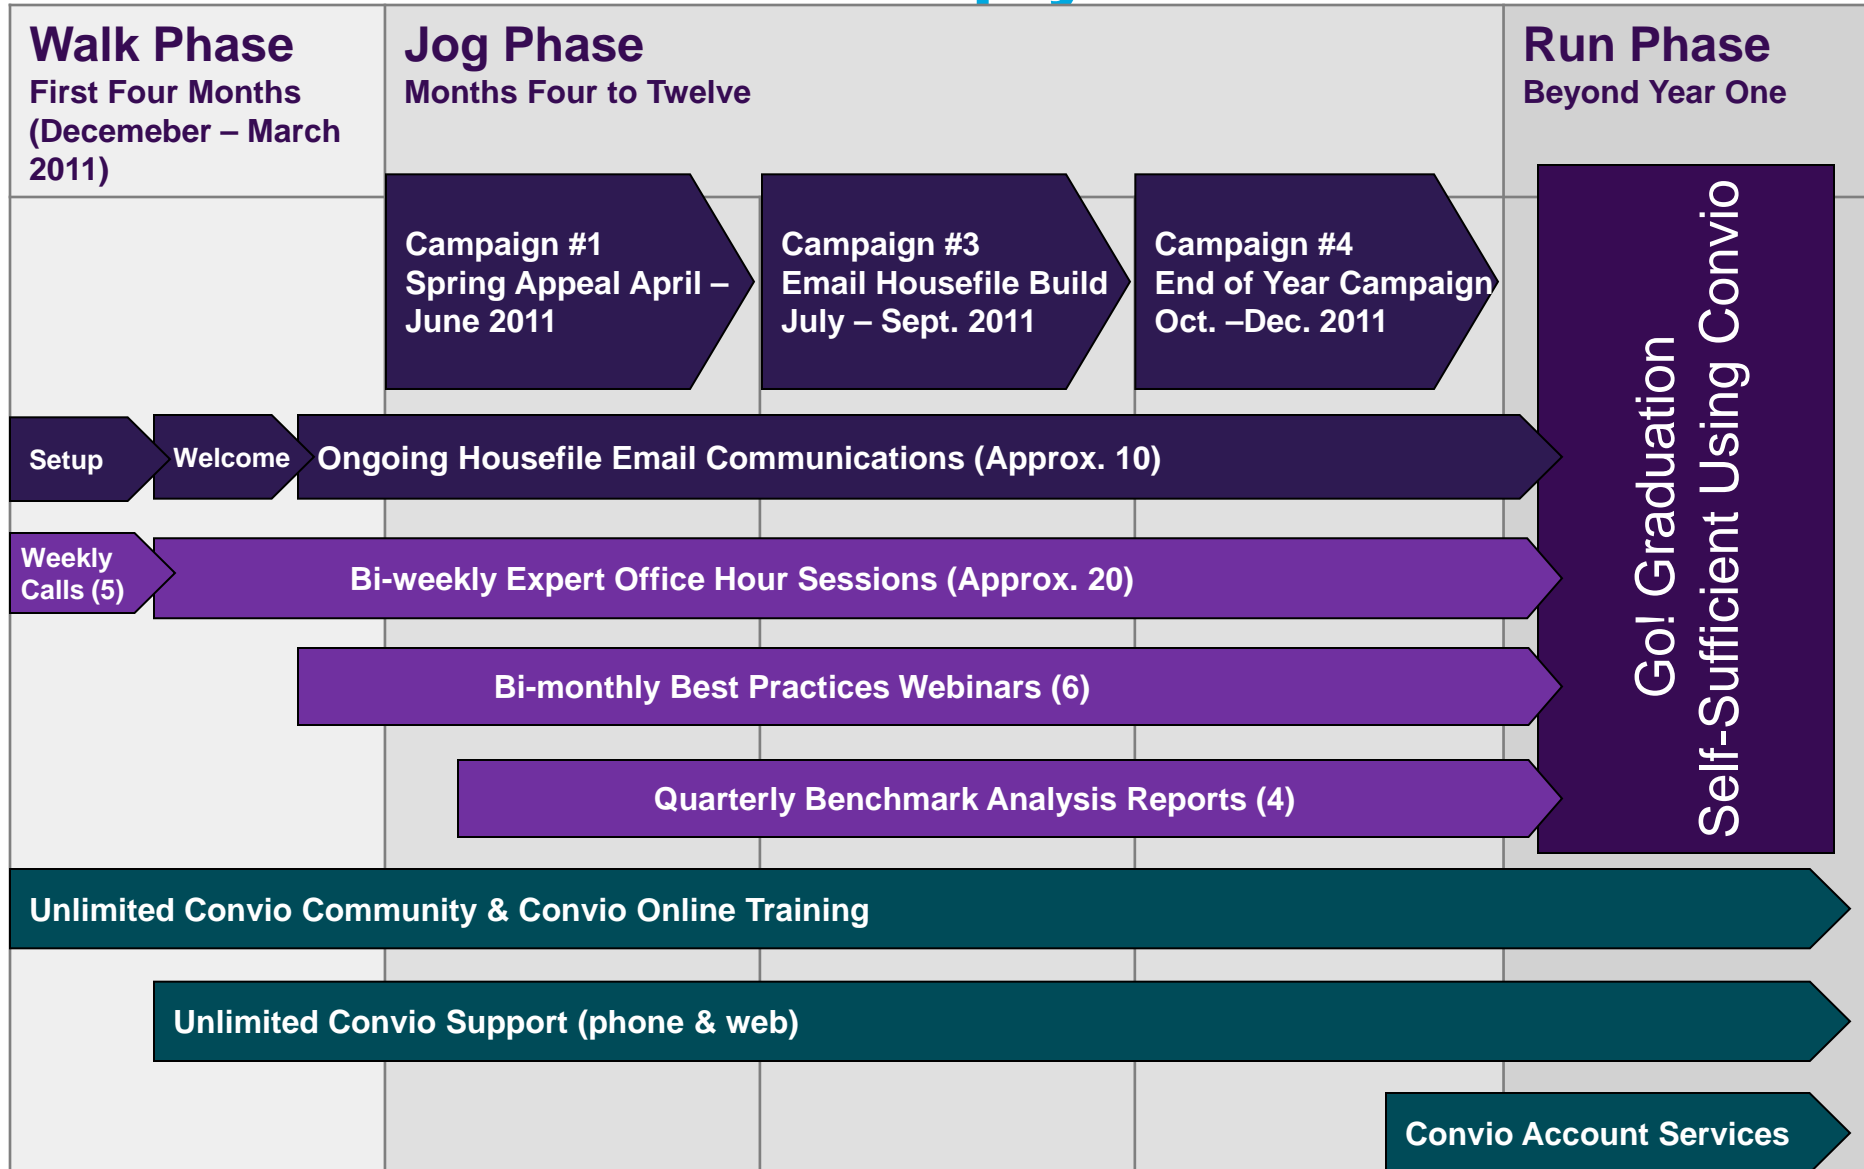 Walk Phase
First Four Months
(Decemeber – March
2011)
Jog Phase
Months Four to Twelve
Run Phase
Beyond Year One
Campaign #1
Spring Appeal April –
June 2011
Campaign #3
Email Housefile Build
July – Sept. 2011
Campaign #4
End of Year Campaign
Oct. –Dec. 2011
Go! Graduation
Self-Sufficient Using Convio
Setup
Welcome
Ongoing Housefile Email Communications (Approx. 10)
Weekly
Calls (5)
Bi-weekly Expert Office Hour Sessions (Approx. 20)
Bi-monthly Best Practices Webinars (6)
Quarterly Benchmark Analysis Reports (4)
Unlimited Convio Community & Convio Online Training
Unlimited Convio Support (phone & web)
Convio Account Services